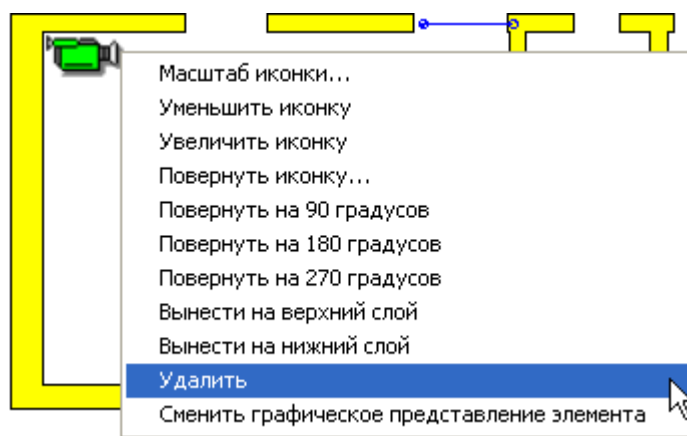 Масштаб иконки...
Уменьшить иконку
Увеличить иконку
Повернуть иконку...
Повернуть на 90 градусов
Повернуть на 180 градусов
Повернуть на 270 градусов
Вынести на верхний слой
Вынести на нижний слой
Удалить
Сменить графическое представление элемента